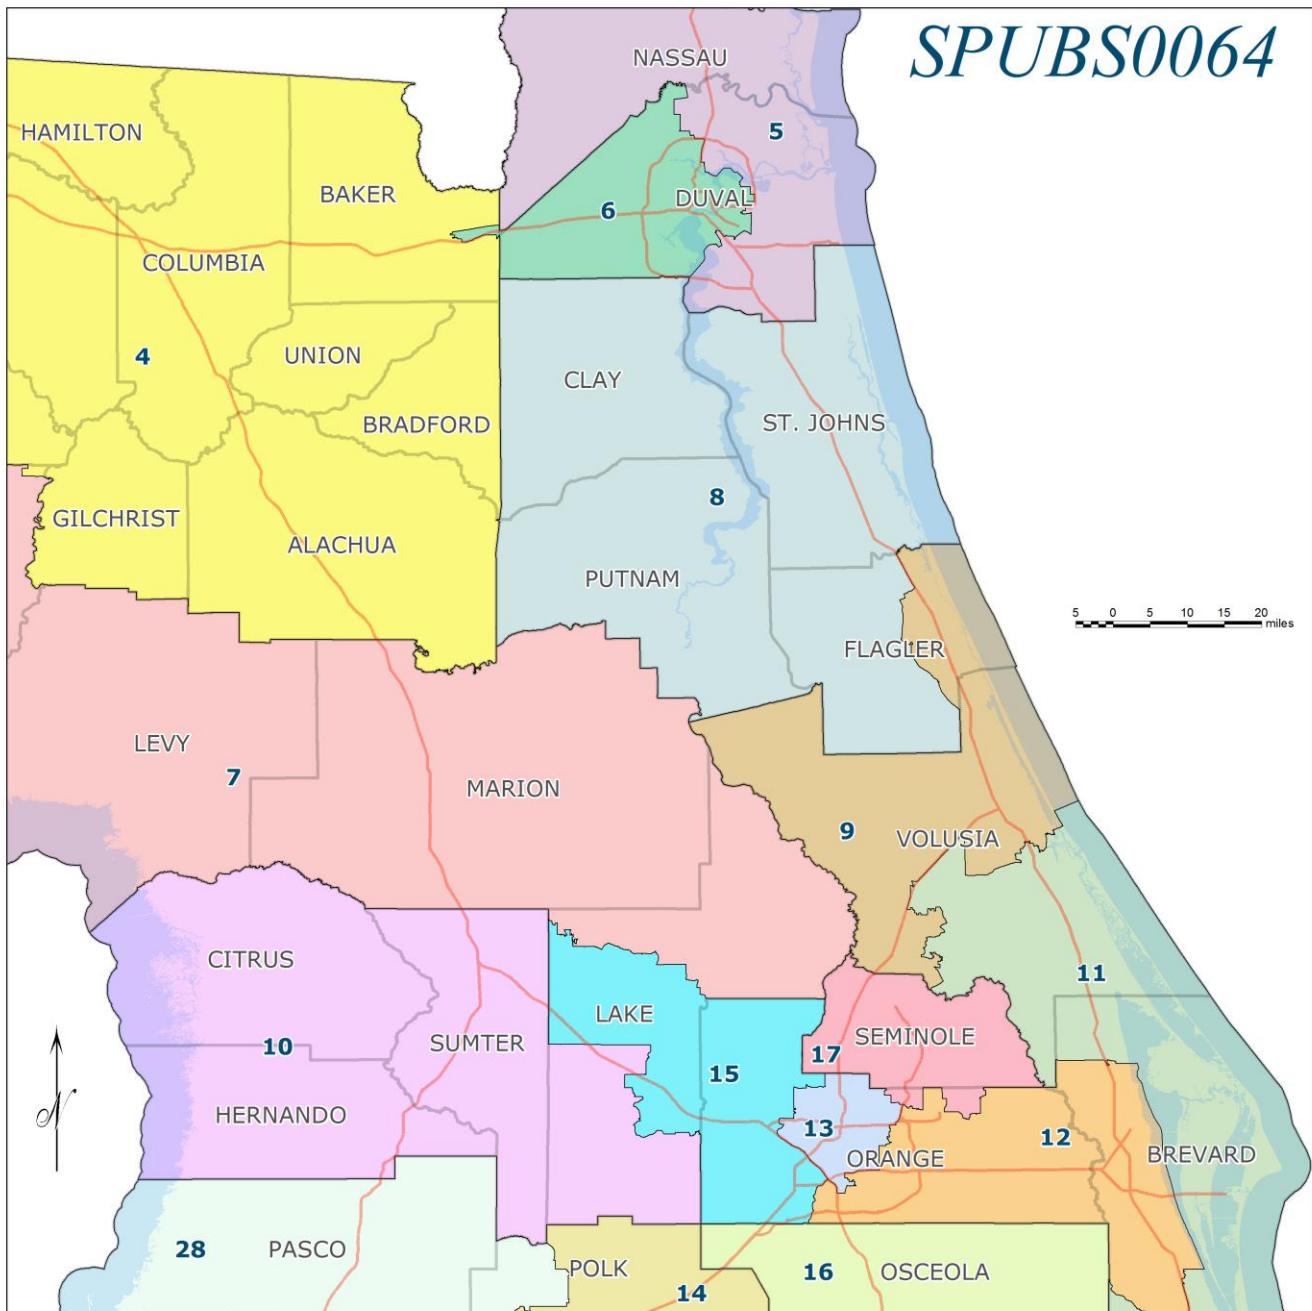 SPUBS0064
NASSAU
5
HAMILTON
BAKER
DUVAL
6
COLUMBIA
4
UNION
CLAY
BRADFORD
ST. JOHNS
8
GILCHRIST
ALACHUA
PUTNAM
5 0 5 10 15 20
miles
FLAGLER
LEVY
7
MARION
9
VOLUSIA
CITRUS
11
LAKE
SEMINOLE
10
SUMTER
17
15
HERNANDO
13
12
ORANGE
BREVARD
N
28
PASCO
POLK
16
OSCEOLA
14